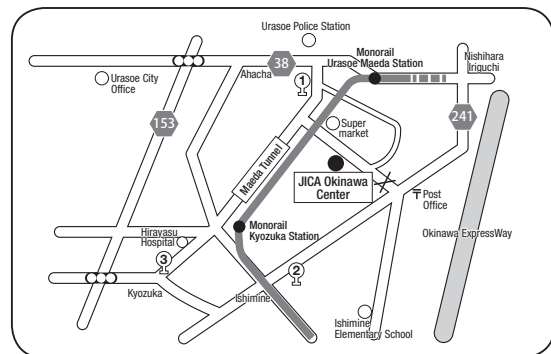 Urasoe Police Station
Monorail
Urasoe Maeda Station
Nishihara
Iriguchi
38
Ahacha
Urasoe City
Office
1
153
241
Super
market
Maeda Tunnel
JICA Okinawa
Center
Post
Office
Monorail
Kyozuka Station
Hirayasu
Hospital
Okinawa ExpressWay
3
2
Kyozuka
Ishimine
Ishimine
Elementary School